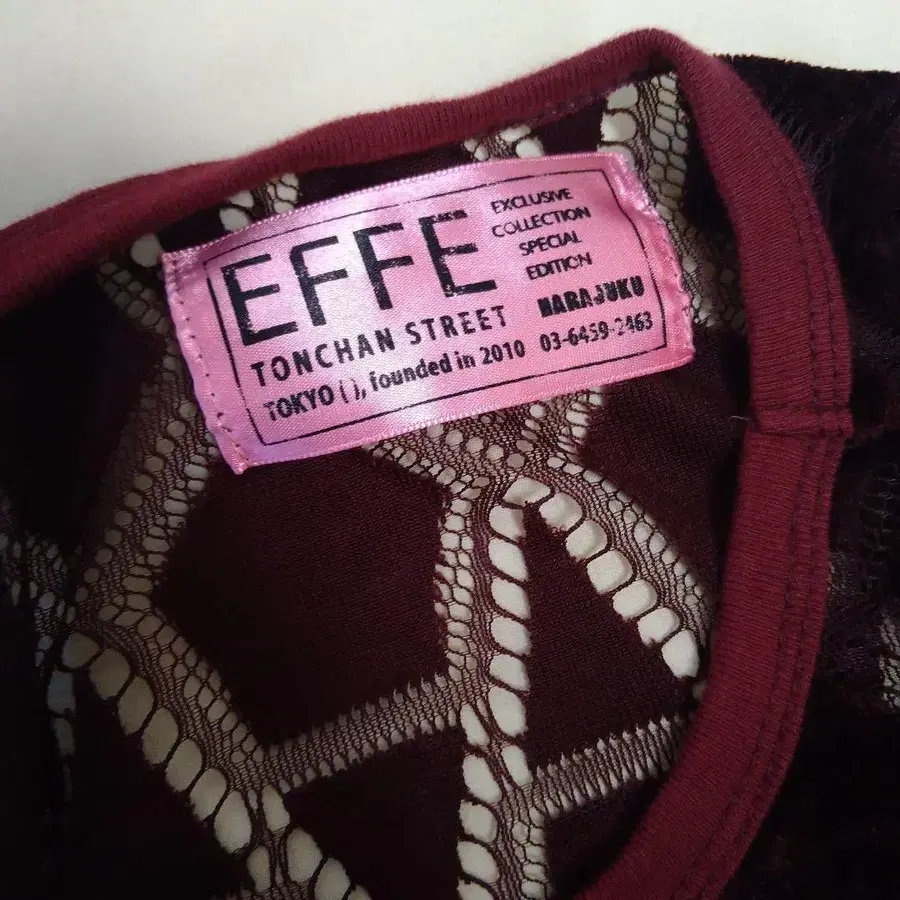 EFFE
EXCLUSIVE
COLLECTION
SPECIAL
EDITION
TONCHAN STREET
HARAJUKU
TOKYO ( ), founded in 2010
03-6459-2463